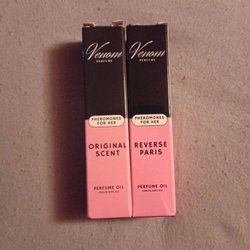 Venom
PERFUME
PHEROMONES
FOR HER
ORIGINAL
SCENT
PERFUME OIL
Venom
PERFUME
PHEROMONES
FOR HER
REVERSE
PARIS
PERFUME OIL